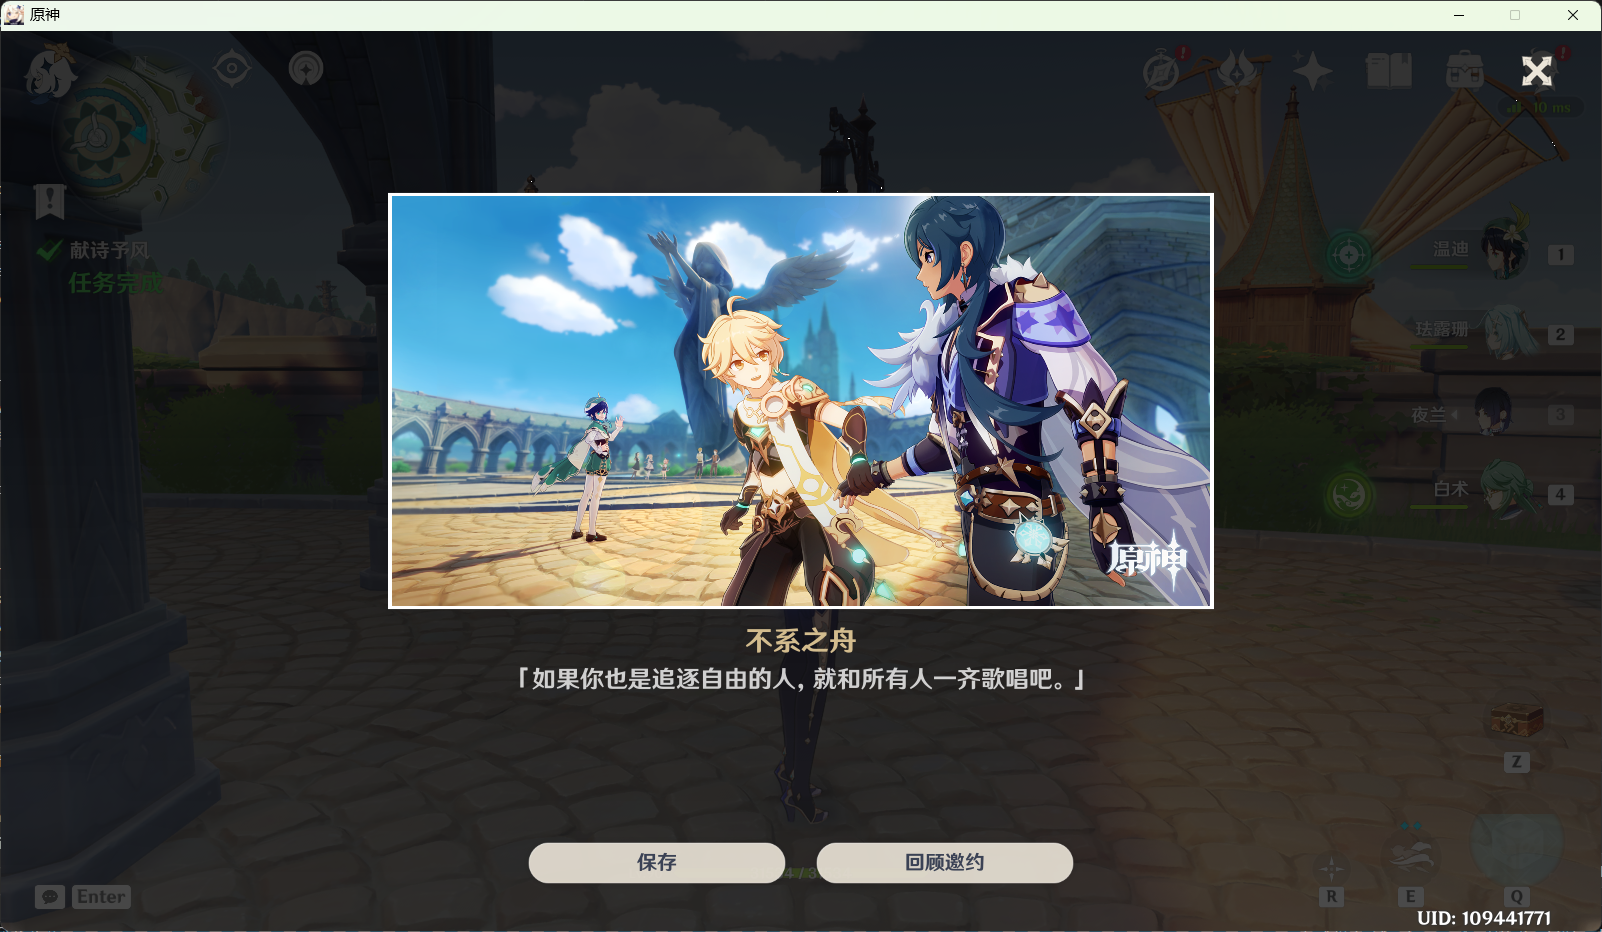 原神
N
10 ms
献诗予风
任务完成
温迪
1
珐露珊
2
夜兰
3
白术
4
原神
不系之舟
「如果你也是追逐自由的人，就和所有人一齐歌唱吧。」
Z
保存
回顾邀约
Enter
R
E
Q
UID: 109441771